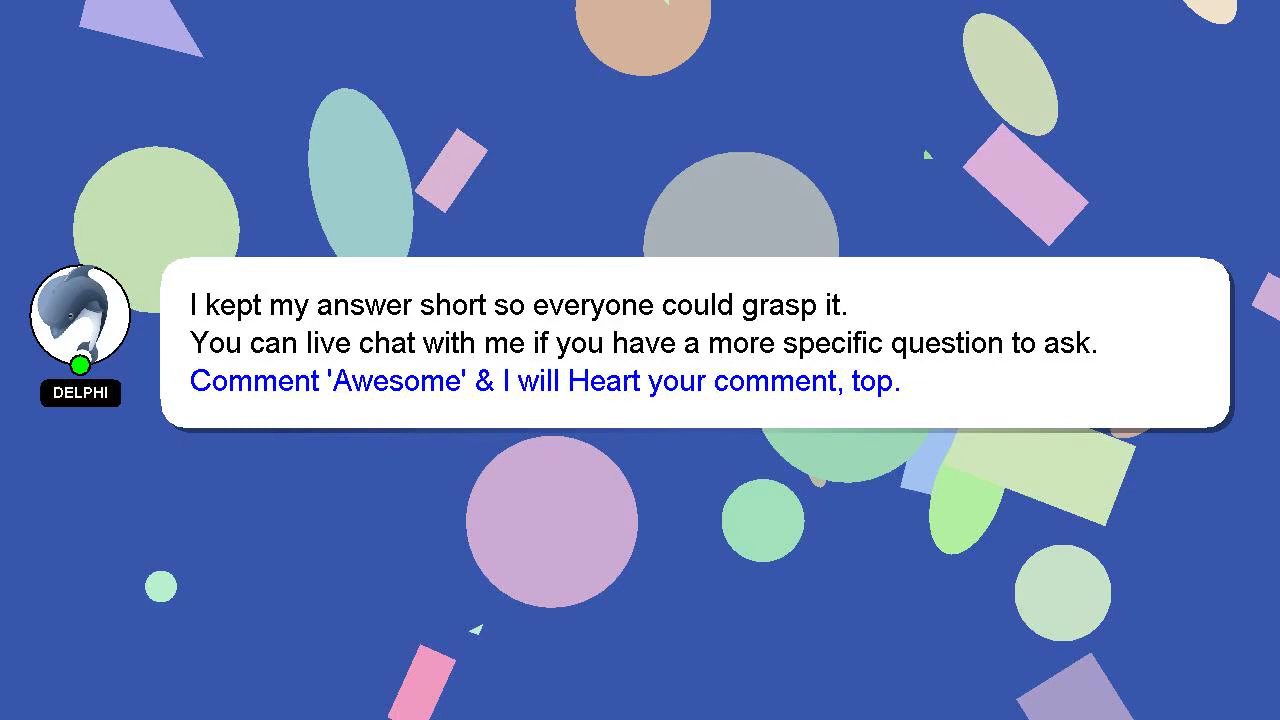 I kept my answer short so everyone could grasp it.
You can live chat with me if you have a more specific question to ask.
Comment 'Awesome' & I will Heart your comment, top.
DELPHI